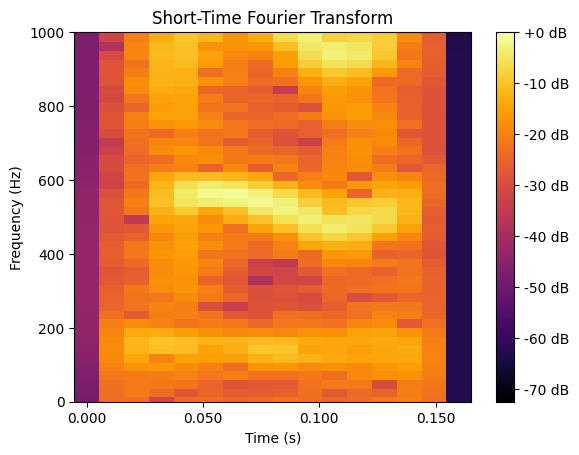 Short-Time Fourier Transform
1000
800
600
400
200
0
Frequency (Hz)
0.000
0.050
0.100
0.150
Time (s)
+0 dB
-10 dB
-20 dB
-30 dB
-40 dB
-50 dB
-60 dB
-70 dB